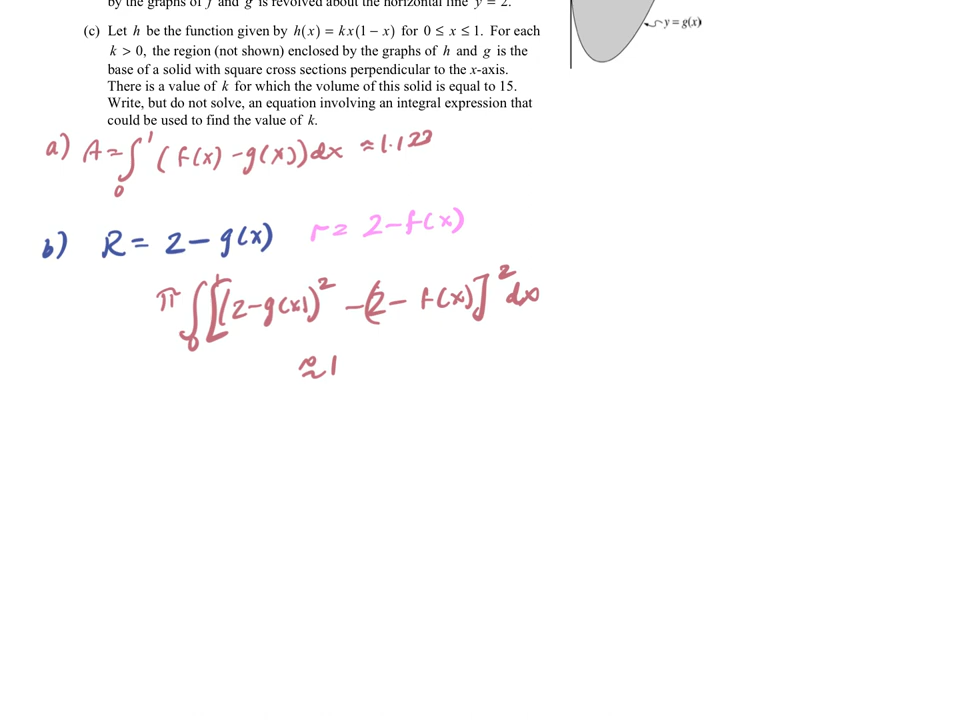 by the graphs of f and g is revolved about the horizontal line y = 2.
(c) Let h be the function given by h(x) = kx(1 − x) for 0 ≤ x ≤ 1. For each
k > 0, the region (not shown) enclosed by the graphs of h and g is the
base of a solid with square cross sections perpendicular to the x-axis.
There is a value of k for which the volume of this solid is equal to 15.
Write, but do not solve, an equation involving an integral expression that
could be used to find the value of k.
y = g(x)
a) A = ∫₀¹ (f(x) − g(x)) dx ≈ 1.133
b) R = 2 − g(x) r = 2 − f(x)
π ∫₀¹ [(2 − g(x))² − (2 − f(x)]² dx
≈ 1